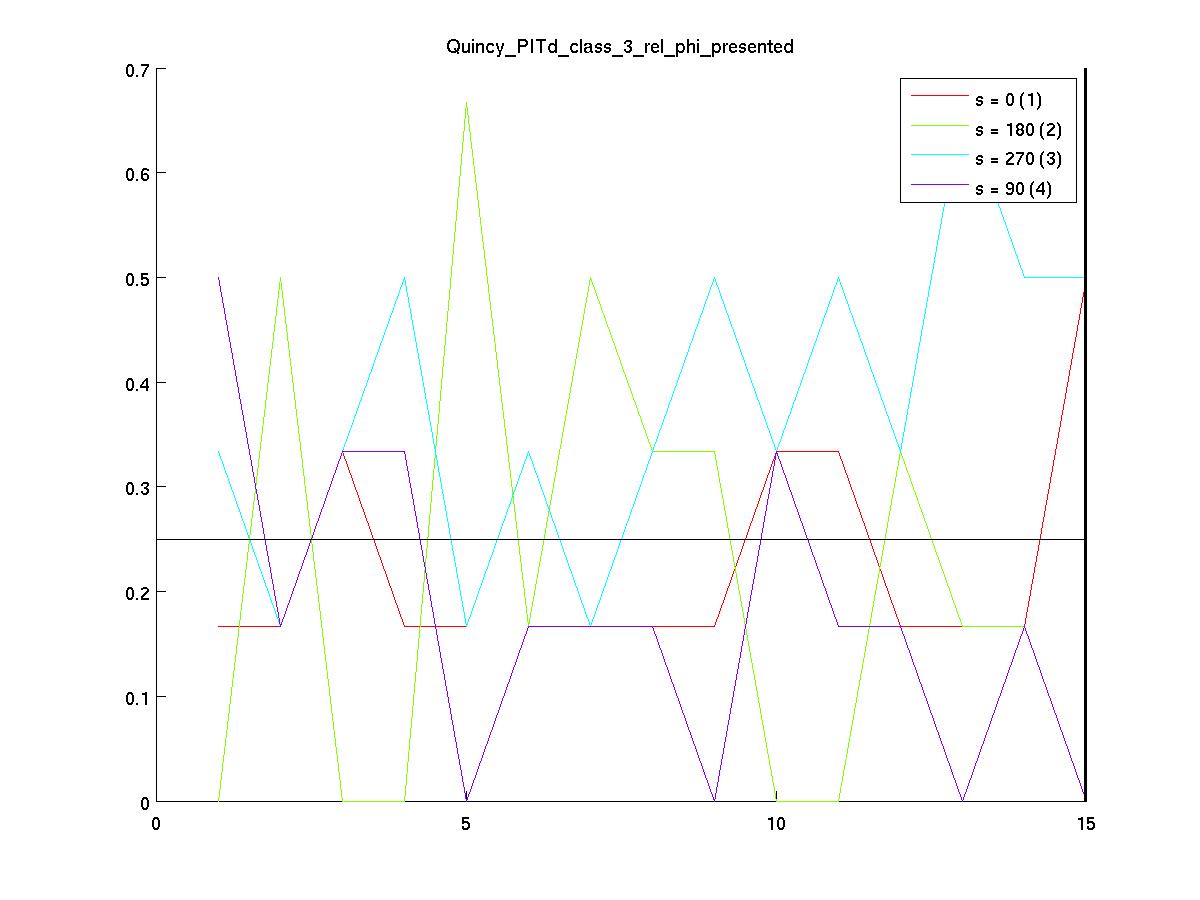 Quincy_PITd_class_3_rel_phi_presented
0.7
0.6
0.5
0.4
0.3
0.2
0.1
0
0 5 10 15
s = 0 (1)
s = 180 (2)
s = 270 (3)
s = 90 (4)